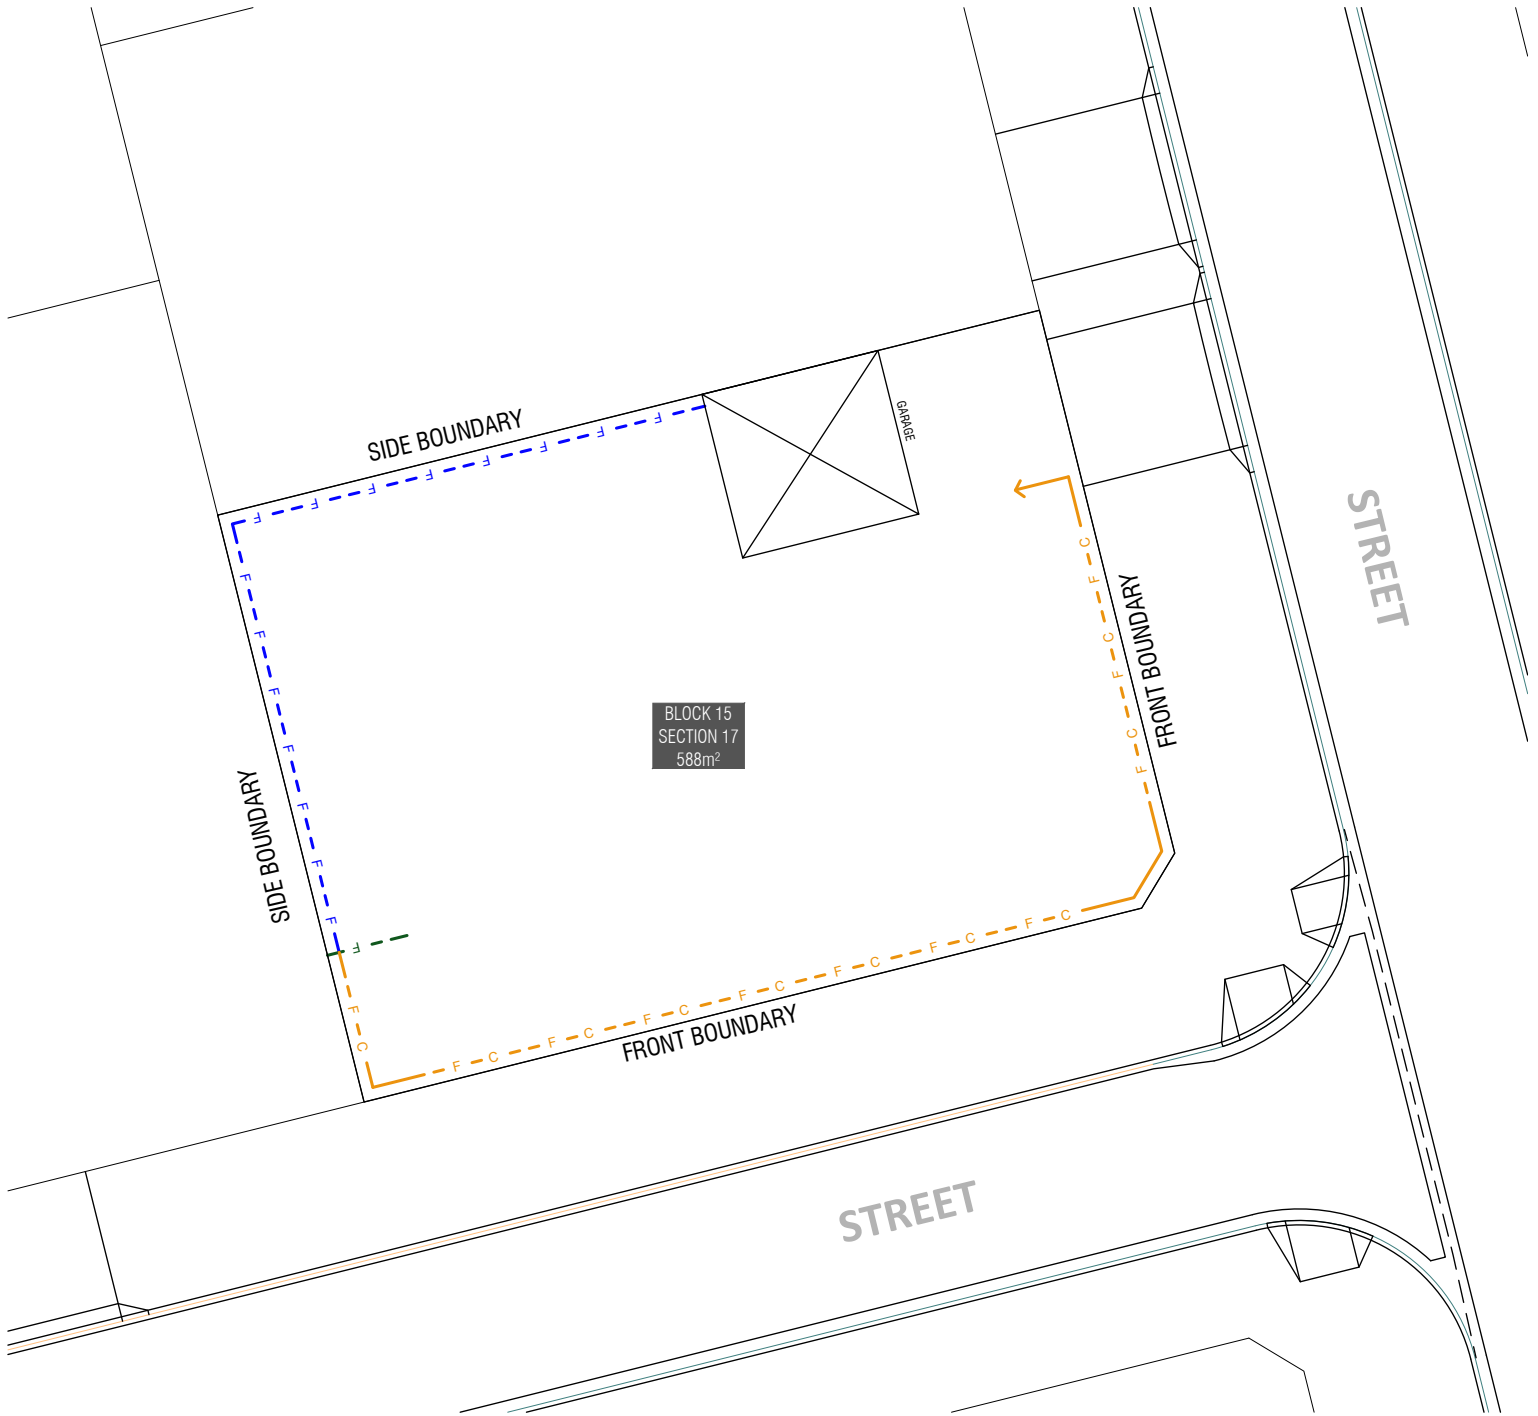 GARAGE
SIDE BOUNDARY
F F F F F F F F
STREET
C F C F C F
FRONT BOUNDARY
F F F F F F F
BLOCK 15
SECTION 17
588m²
SIDE BOUNDARY
F
F C
F C F C F C F C F C F C F C
FRONT BOUNDARY
STREET